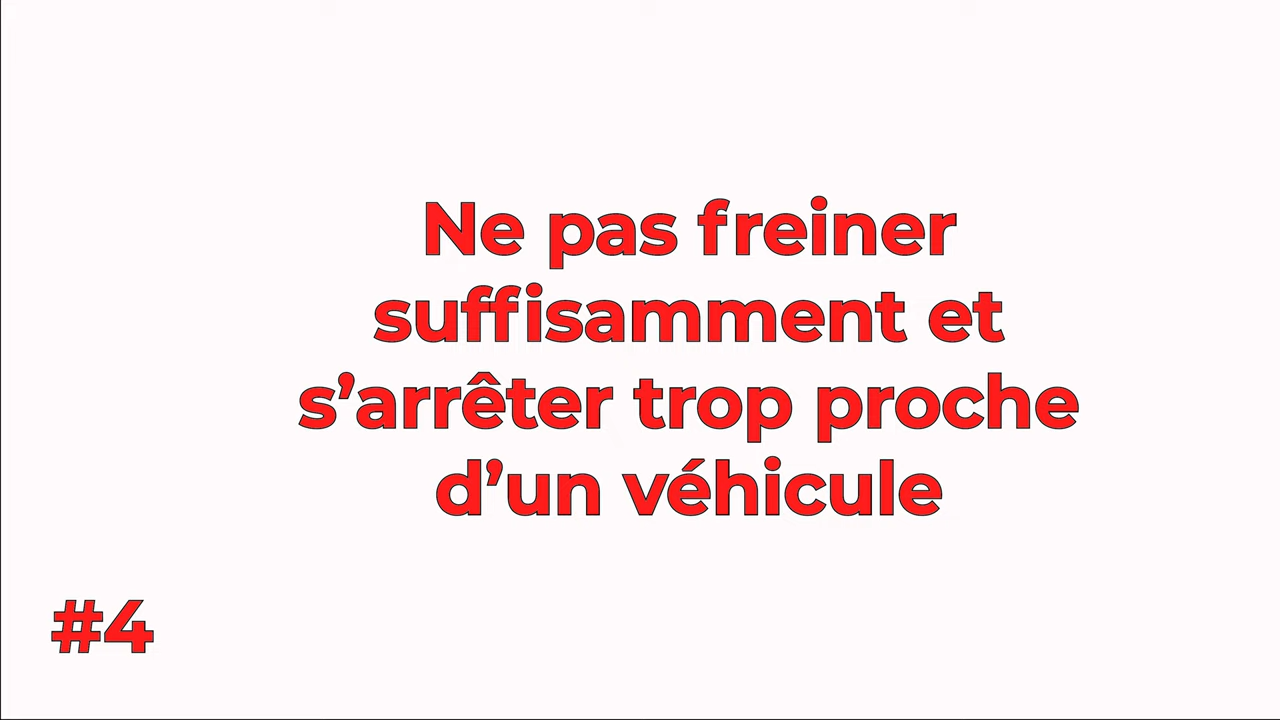 Ne pas freiner
suffisamment et
s’arrêter trop proche
d’un véhicule
#4